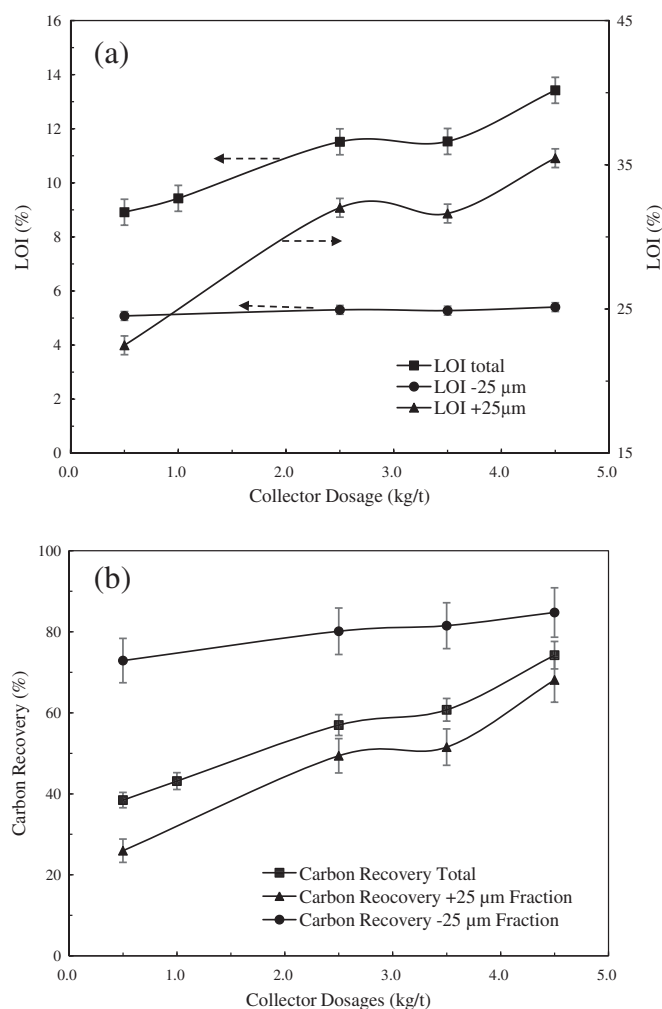 (a)
16
14
12
10
8
6
4
2
0
LOI (%)
45
35
25
15
LOI (%)
LOI total
LOI -25 µm
LOI +25µm
0.0 1.0 2.0 3.0 4.0 5.0
Collector Dosage (kg/t)
(b)
100
80
60
40
20
0
Carbon Recovery (%)
Carbon Recovery Total
Carbon Reocovery +25 µm Fraction
Carbon Recovery -25 µm Fraction
0.0 1.0 2.0 3.0 4.0 5.0
Collector Dosages (kg/t)